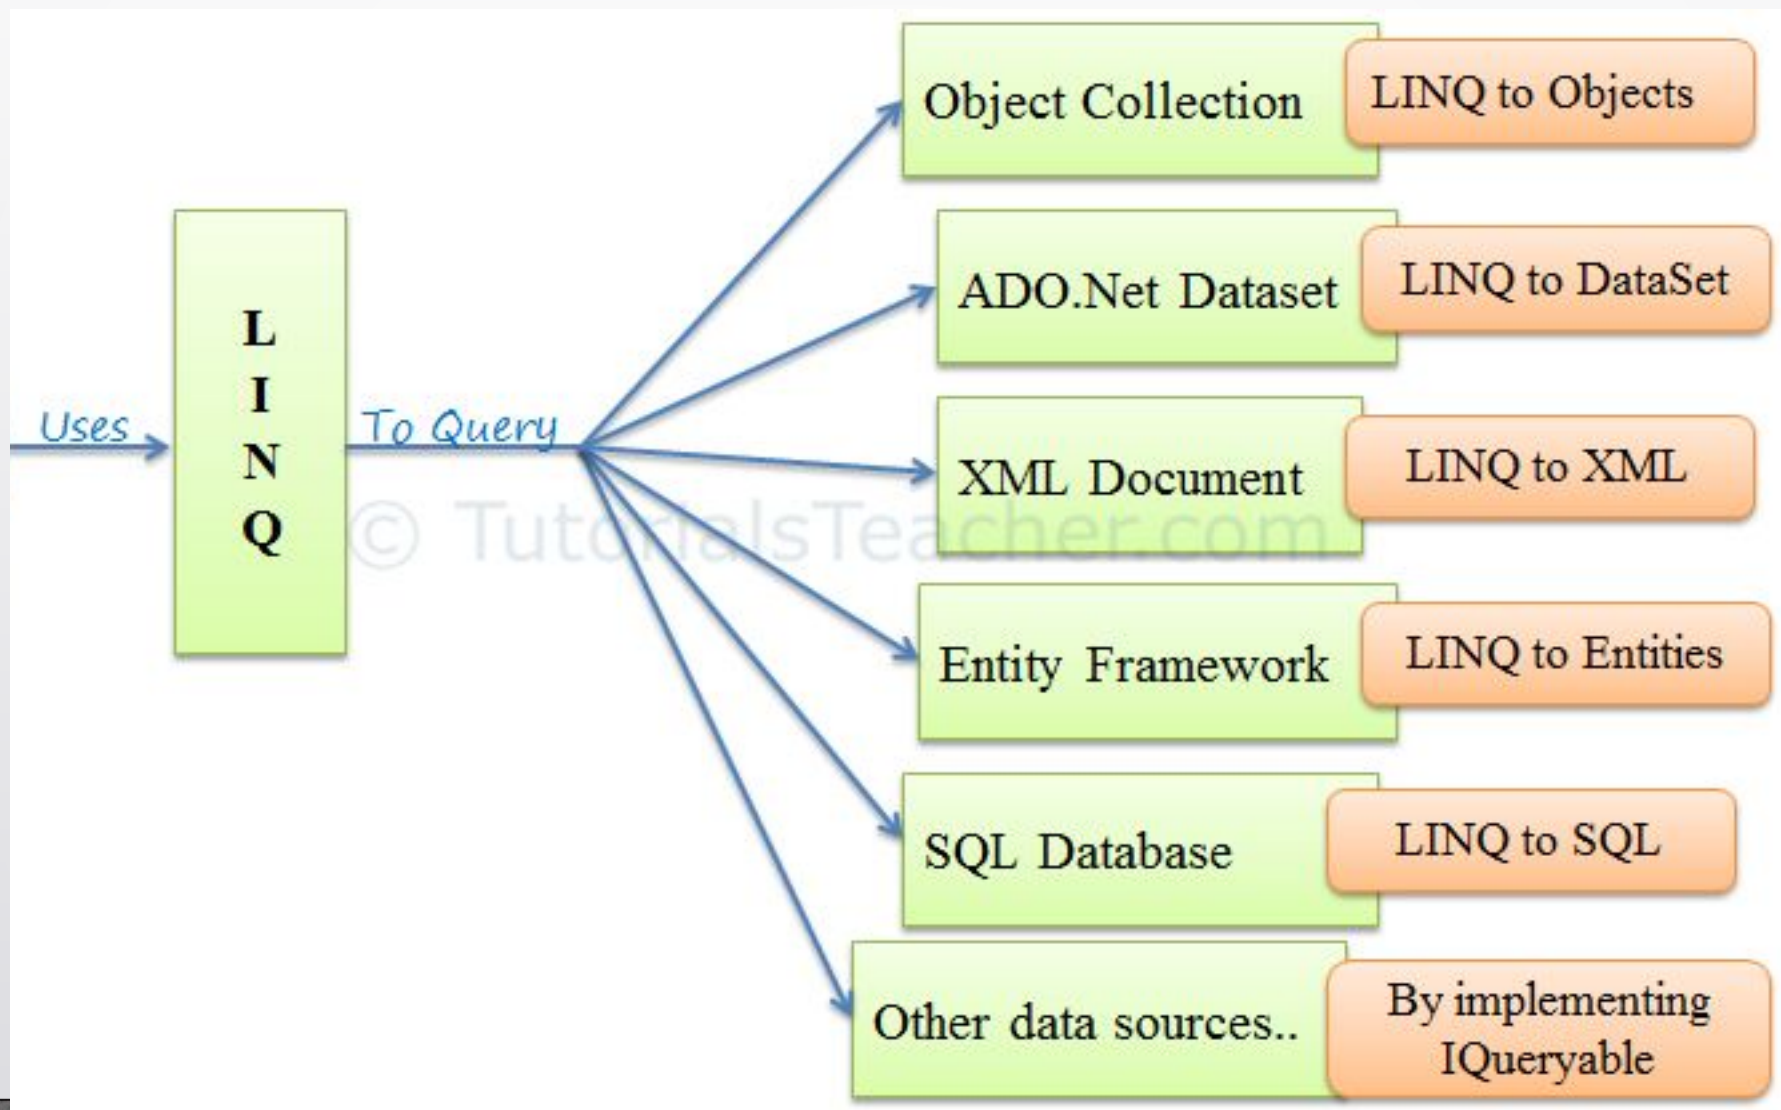 Object Collection
LINQ to Objects
ADO.Net Dataset
LINQ to DataSet
L
I
N
Q
Uses
To Query
XML Document
LINQ to XML
© TutorialsTeacher.com
Entity Framework
LINQ to Entities
SQL Database
LINQ to SQL
Other data sources..
By implementing
IQueryable